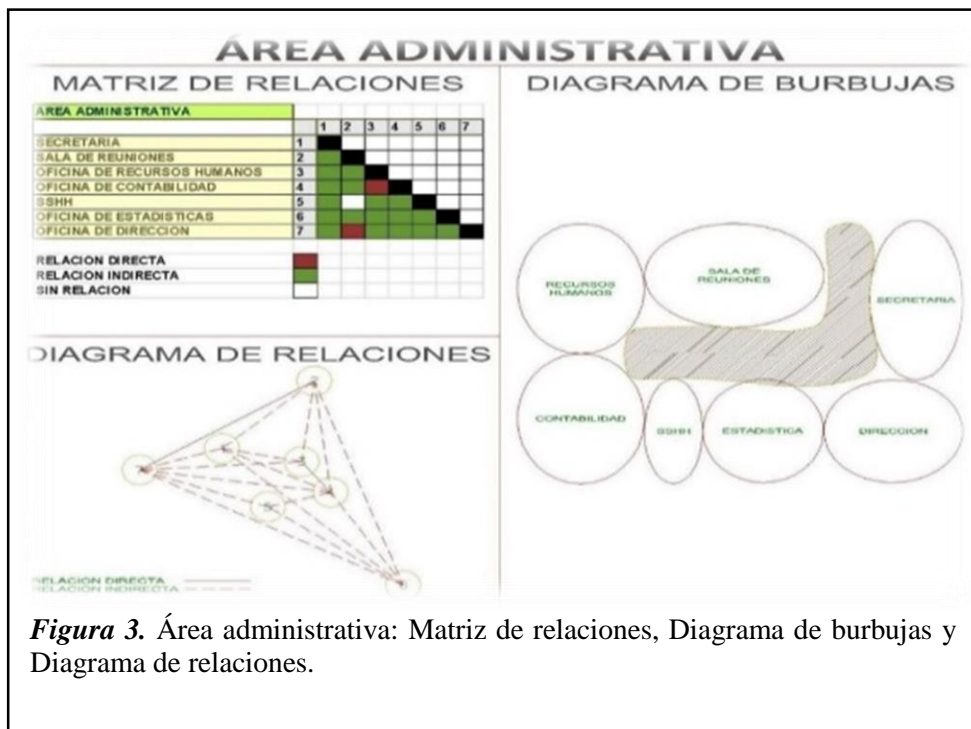 ÁREA ADMINISTRATIVA
MATRIZ DE RELACIONES
AREA ADMINISTRATIVA
1 2 3 4 5 6 7
SECRETARIA 1
SALA DE REUNIONES 2
OFICINA DE RECURSOS HUMANOS 3
OFICINA DE CONTABILIDAD 4
SSHH 5
OFICINA DE ESTADISTICAS 6
OFICINA DE DIRECCION 7
RELACION DIRECTA
RELACION INDIRECTA
SIN RELACION
DIAGRAMA DE RELACIONES
RELACION DIRECTA
RELACION INDIRECTA
DIAGRAMA DE BURBUJAS
RECURSOS
HUMANOS
SALA DE
REUNIONES
SECRETARIA
CONTABILIDAD
SSHH
ESTADISTICA
DIRECCION
Figura 3. Área administrativa: Matriz de relaciones, Diagrama de burbujas y
Diagrama de relaciones.